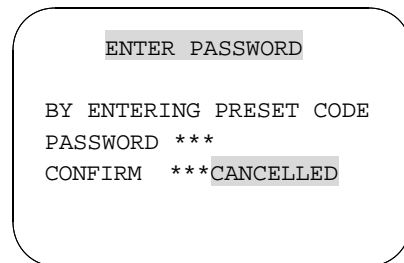 ENTER PASSWORD
BY ENTERING PRESET CODE
PASSWORD ***
CONFIRM ***CANCELLED